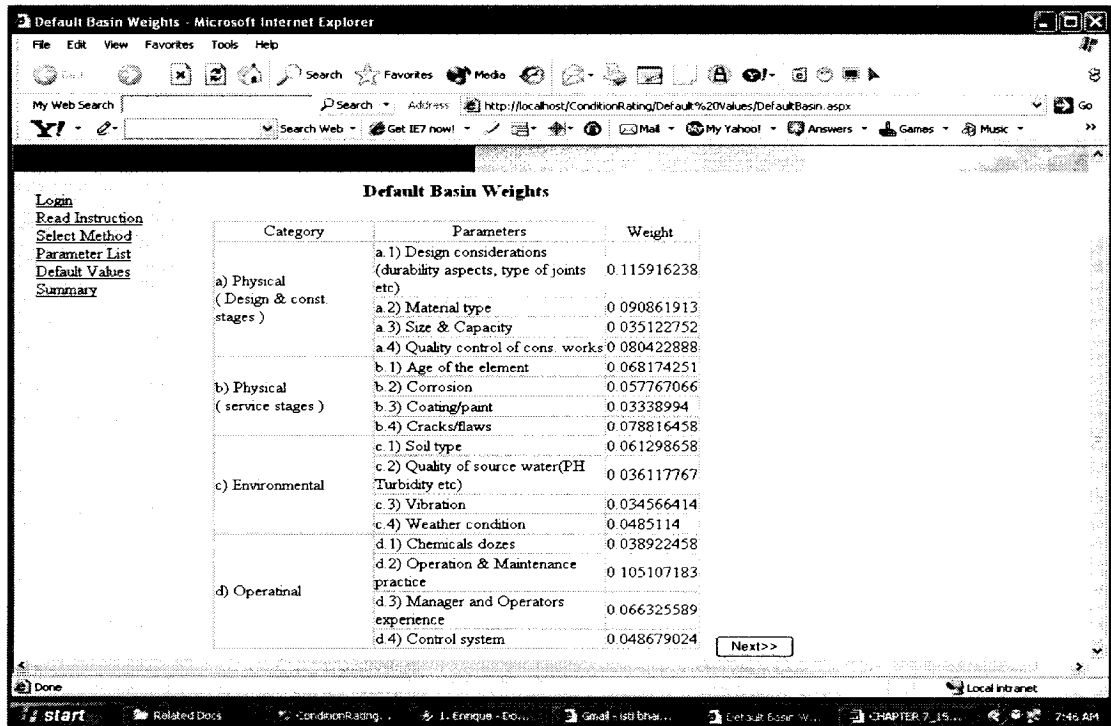 Default Basin Weights - Microsoft Internet Explorer
File Edit View Favorites Tools Help
Search Favorites Media
My Web Search Search Address http://localhost/ConditionRating/Default%20Values/DefaultBasin.aspx Go
Y! Search Web Get IE7 now! Mail My Yahoo! Answers Games Music
Default Basin Weights
Login
Read Instruction
Select Method
Parameter List
Default Values
Summary
Category Parameters Weight
a) Physical
( Design & const.
stages )
a.1) Design considerations
(durability aspects, type of joints
etc)
0.115916238
a.2) Material type 0.090861913
a.3) Size & Capacity 0.035122752
a.4) Quality control of cons. works 0.080422888
b) Physical
( service stages )
b.1) Age of the element 0.068174251
b.2) Corrosion 0.057767066
b.3) Coating/paint 0.03338994
b.4) Cracks/flaws 0.078816458
c) Environmental
c.1) Soil type 0.061298658
c.2) Quality of source water(PH
Turbidity etc)
0.036117767
c.3) Vibration 0.034566414
c.4) Weather condition 0.0485114
d) Operatinal
d.1) Chemicals dozes 0.038922458
d.2) Operation & Maintenance
practice
0.105107183
d.3) Manager and Operators
experience
0.066325589
d.4) Control system 0.048679024
Next>>
Done Local intranet
start Related Docs ConditionRating... 1. Enrique - Do... Gmail - isti bhai... Default Basin W... CHAPTER 7_15... 7:46 AM